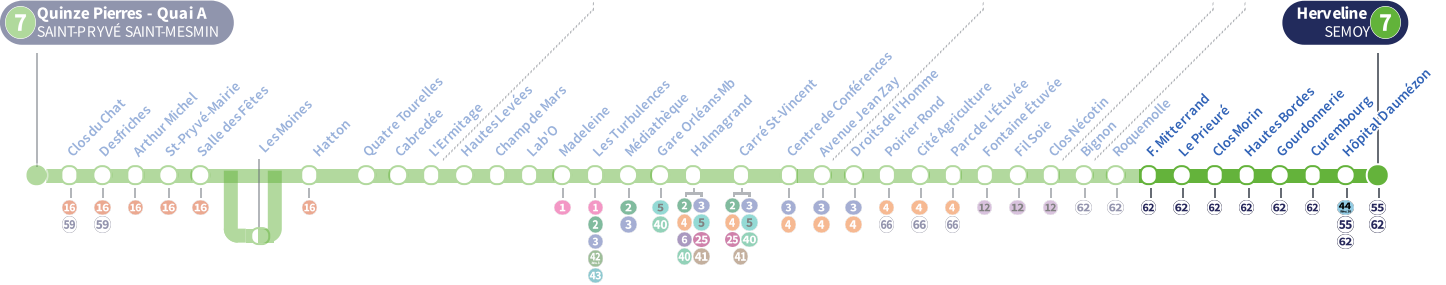 7 Quinze Pierres - Quai A
SAINT-PRYVÉ SAINT-MESMIN
Herveline 7
SEMOY
Clos du Chat
Desfriches
Arthur Michel
St-Pryvé-Mairie
Salle des Fêtes
Les Moines
Hatton
Quatre Tourelles
Cabredée
L'Ermitage
Hautes Levées
Champ de Mars
Lab'O
Madeleine
Les Turbulences
Médiathèque
Gare Orléans Mb
Halmagrand
Carré St-Vincent
Centre de Conférences
Avenue Jean Zay
Droits de l'Homme
Poirier Rond
Cité Agriculture
Parc de L'Étuvée
Fontaine Étuvée
Fil Soie
Clos Nécotin
Bignon
Roquemolle
F. Mitterrand
Le Prieuré
Clos Morin
Hautes Bordes
Gourdonnerie
Curembourg
Hôpital Daumézon
16 16 16 16 16 16 1 1 2 5 2 3 2 3 3 3 3 4 4 4 12 12 12 62 62 62 62 62 62 62 62 44 55
59 59 2 3 40 4 5 4 5 4 4 4 66 66 66 55 62
3 6 25 25 40 62
42 40 41 41
43